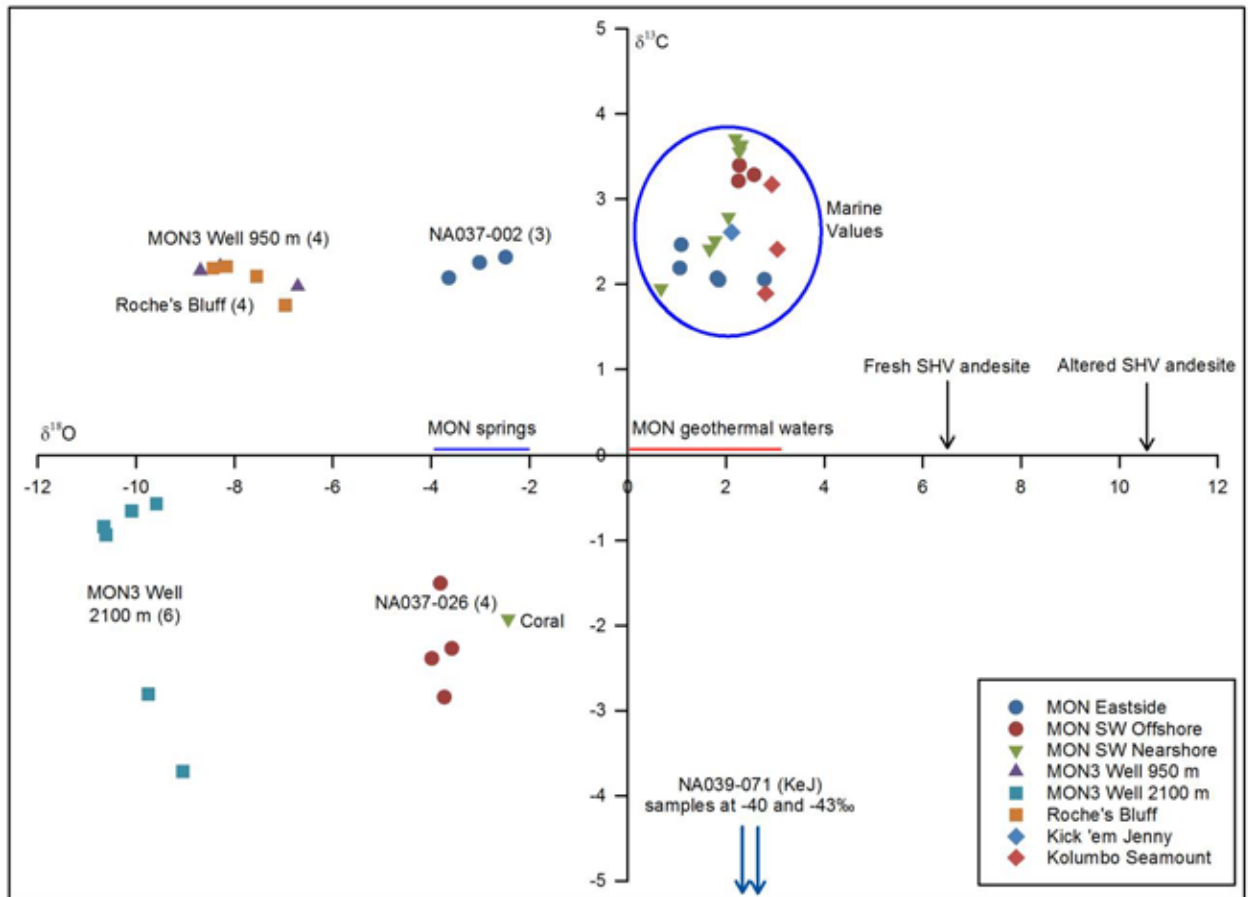 5
δ¹³C
4
3
Marine
Values
MON3 Well 950 m (4)
NA037-002 (3)
Roche's Bluff (4)
2
1
Fresh SHV andesite
Altered SHV andesite
δ¹⁸O
MON springs
MON geothermal waters
0
-12
-10
-8
-6
-4
-2
0
2
4
6
8
10
12
-1
MON3 Well
2100 m (6)
NA037-026 (4)
Coral
-2
-3
-4
NA039-071 (KeJ)
samples at -40 and -43‰
-5
MON Eastside
MON SW Offshore
MON SW Nearshore
MON3 Well 950 m
MON3 Well 2100 m
Roche's Bluff
Kick 'em Jenny
Kolumbo Seamount